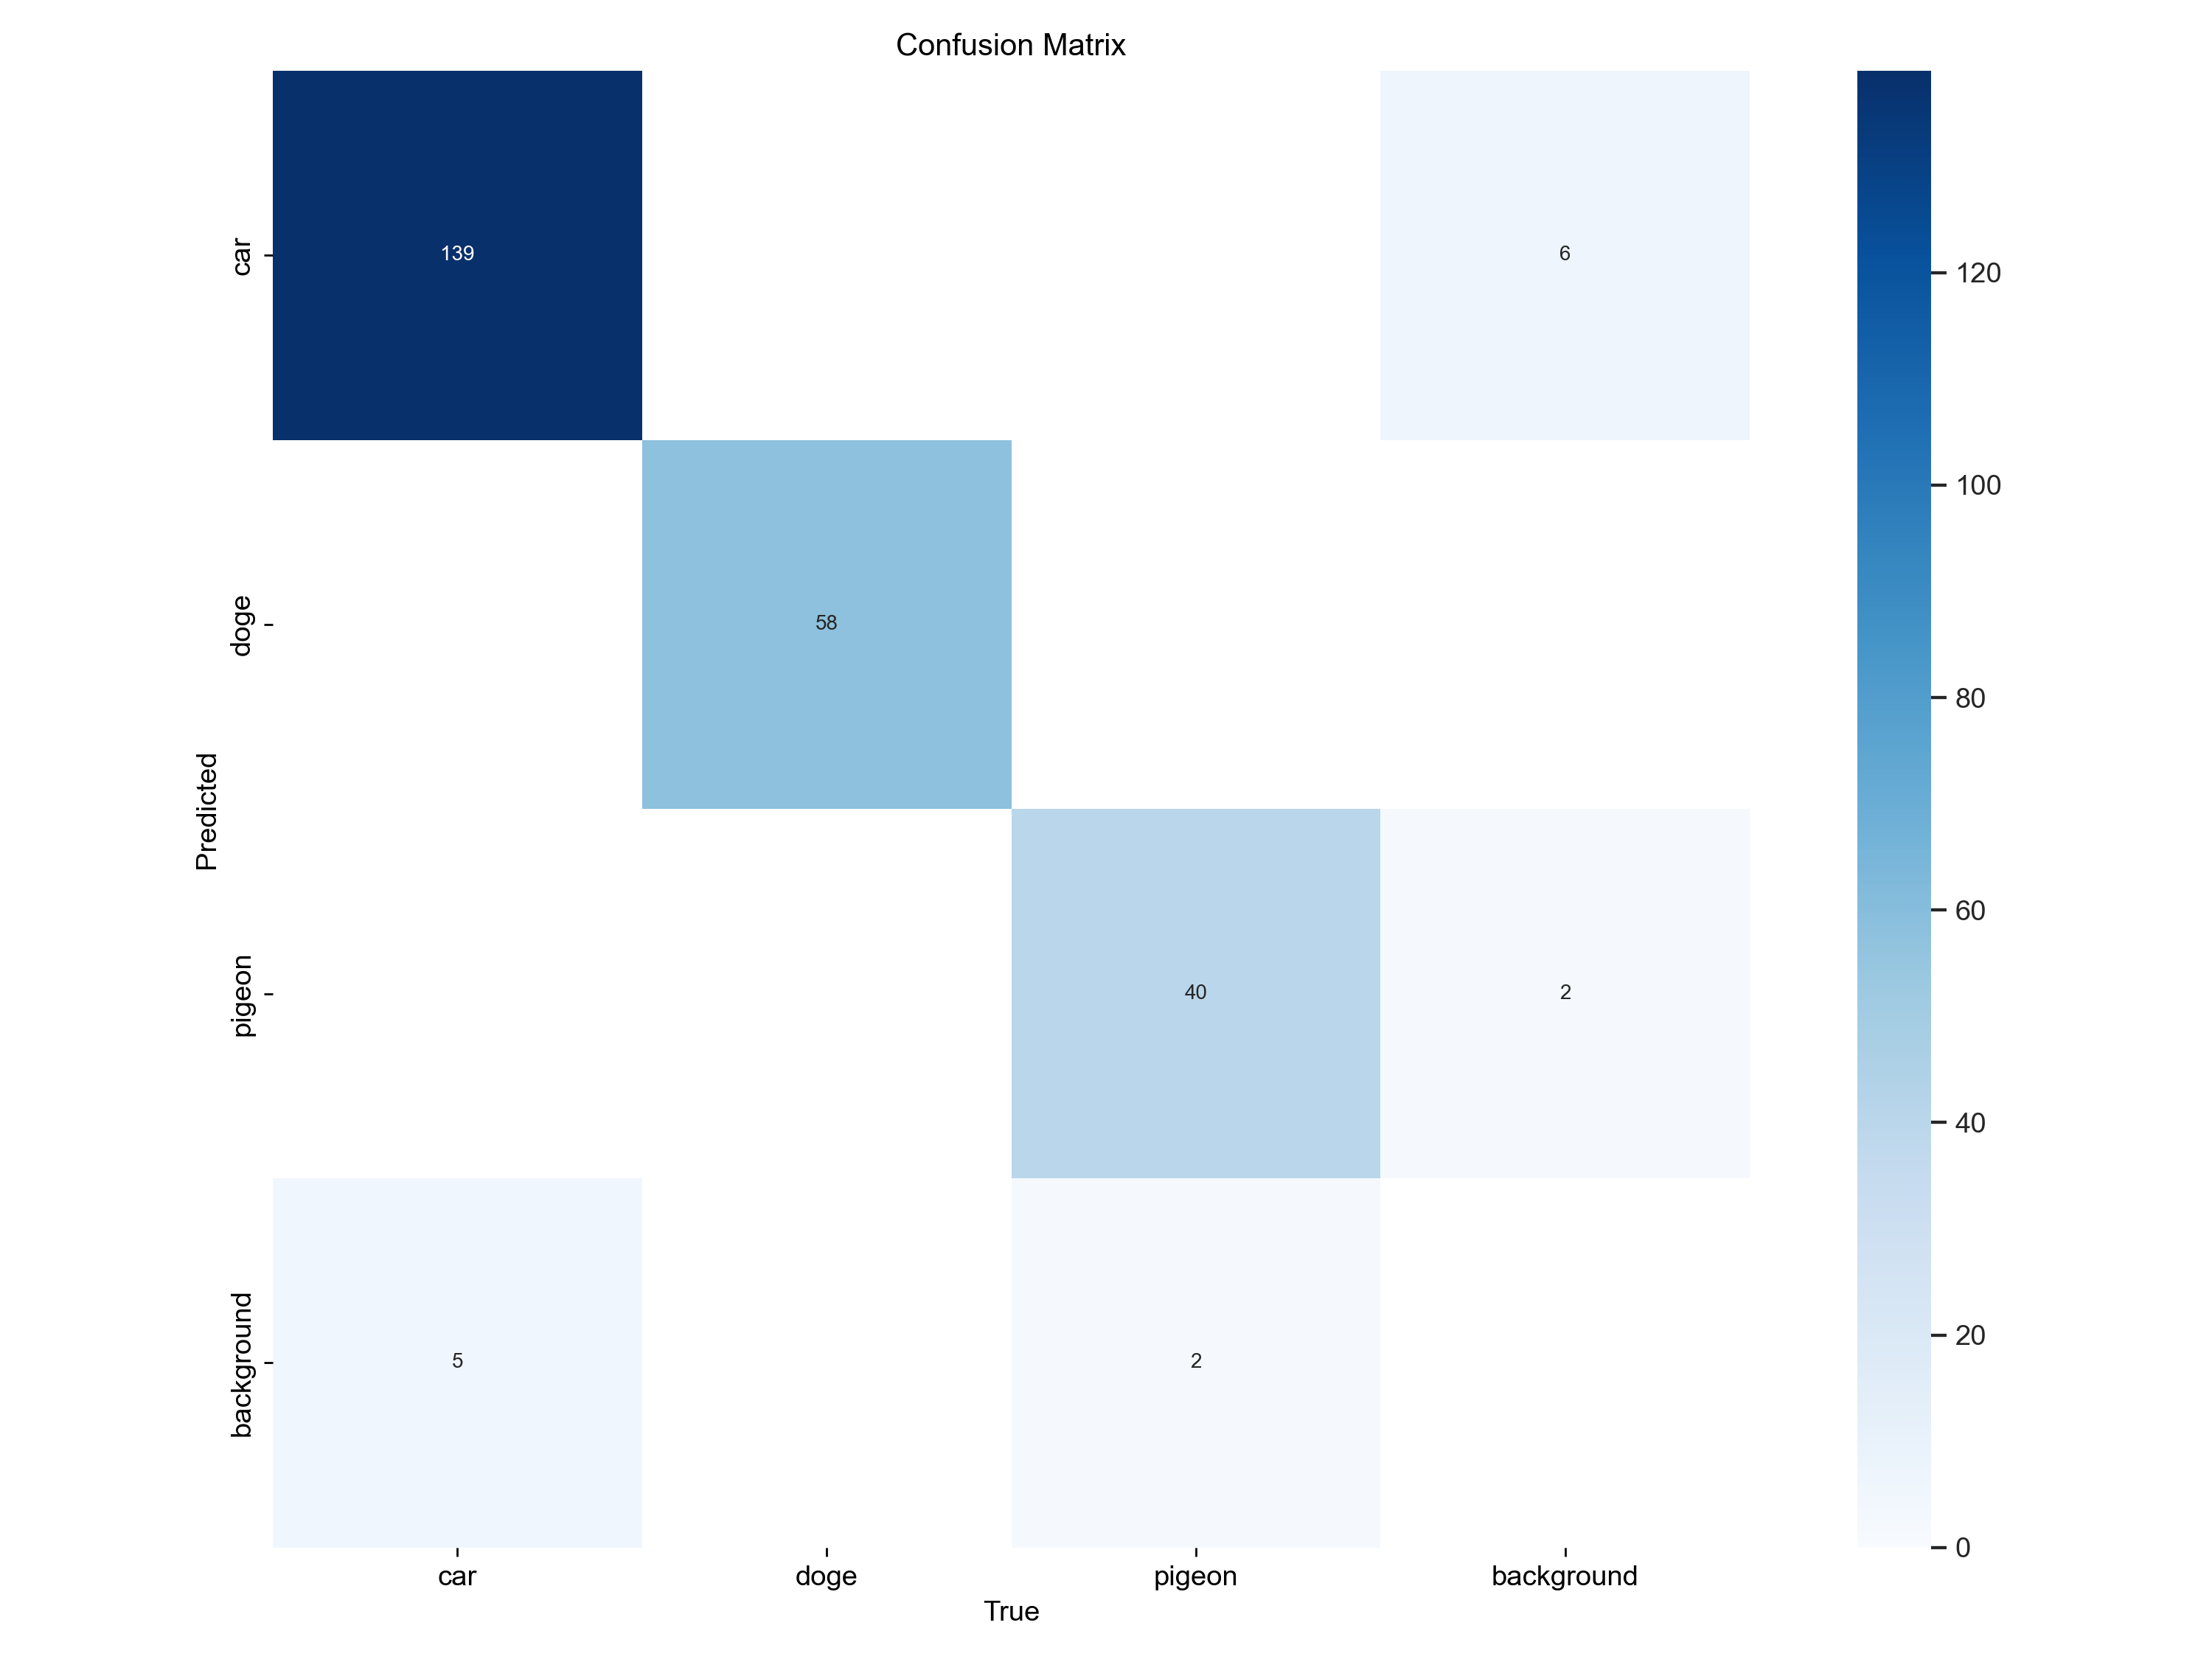 Confusion Matrix
car
139
6
doge
58
pigeon
40
2
background
5
2
Predicted
car
doge
pigeon
background
True
120
100
80
60
40
20
0